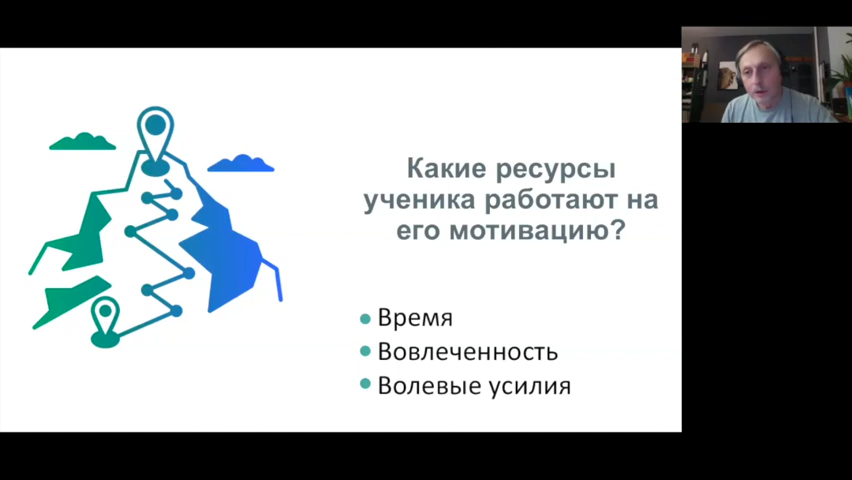 Какие ресурсы
ученика работают на
его мотивацию?
Время
Вовлеченность
Волевые усилия